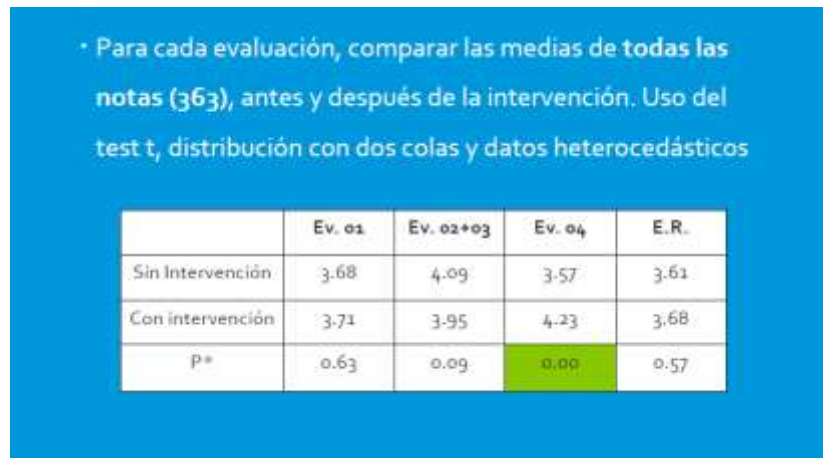 • Para cada evaluación, comparar las medias de todas las
notas (363), antes y después de la intervención. Uso del
test t, distribución con dos colas y datos heterocedásticos
Ev. 01 Ev. 02+03 Ev. 04 E.R.
Sin Intervención 3.68 4.09 3.57 3.61
Con intervención 3.71 3.95 4.23 3.68
P* 0.63 0.09 0.00 0.57